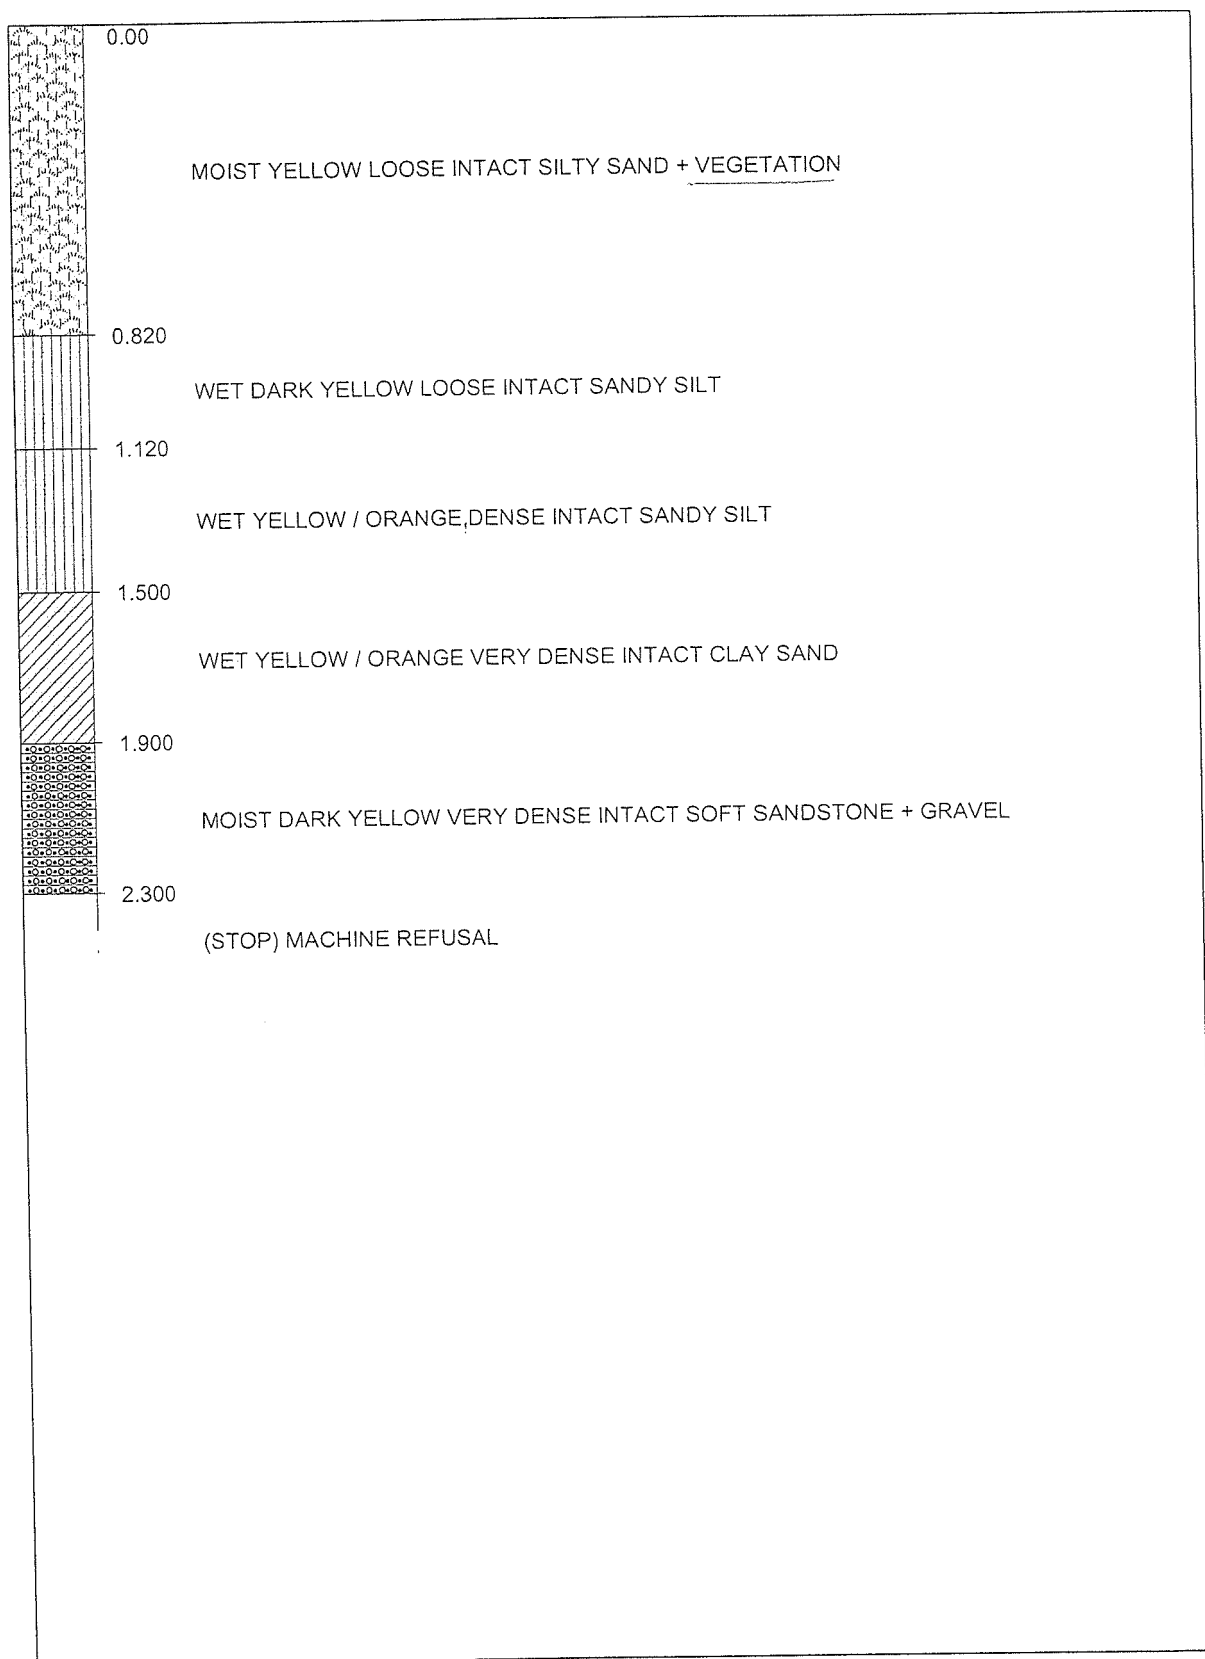 0.00
MOIST YELLOW LOOSE INTACT SILTY SAND + VEGETATION
0.820
WET DARK YELLOW LOOSE INTACT SANDY SILT
1.120
WET YELLOW / ORANGE,DENSE INTACT SANDY SILT
1.500
WET YELLOW / ORANGE VERY DENSE INTACT CLAY SAND
1.900
MOIST DARK YELLOW VERY DENSE INTACT SOFT SANDSTONE + GRAVEL
2.300
(STOP) MACHINE REFUSAL